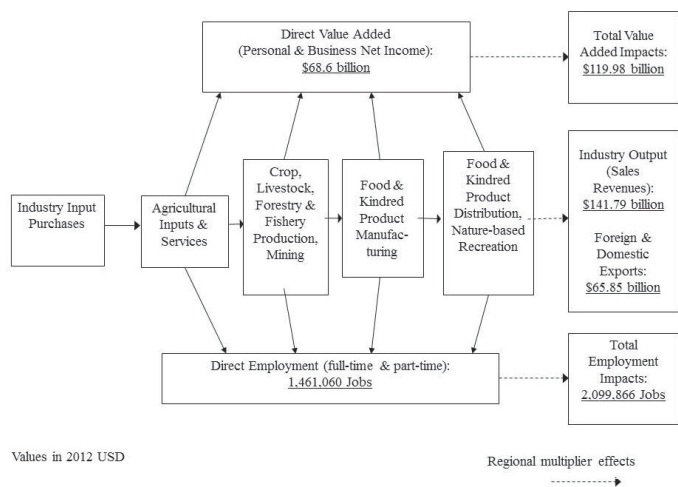 Direct Value Added
(Personal & Business Net Income):
$68.6 billion
Total Value
Added Impacts:
$119.98 billion
Industry Input
Purchases
Agricultural
Inputs &
Services
Crop,
Livestock,
Forestry &
Fishery
Production,
Mining
Food &
Kindred
Product
Manufac-
turing
Food &
Kindred
Product
Distribution,
Nature-based
Recreation
Industry Output
(Sales
Revenues):
$141.79 billion
Foreign &
Domestic
Exports:
$65.85 billion
Direct Employment (full-time & part-time):
1,461,060 Jobs
Total
Employment
Impacts:
2,099,866 Jobs
Values in 2012 USD
Regional multiplier effects